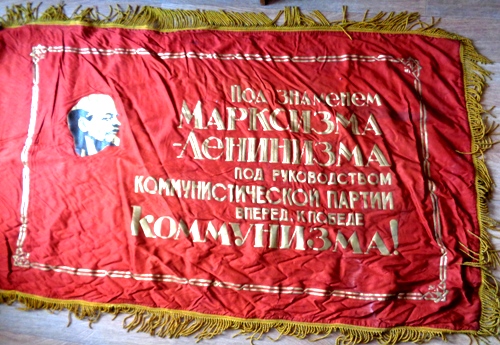 Под знаменем
Марксизма
-Ленинизма
под руководством
Коммунистической партии
вперед, к победе
Коммунизма!